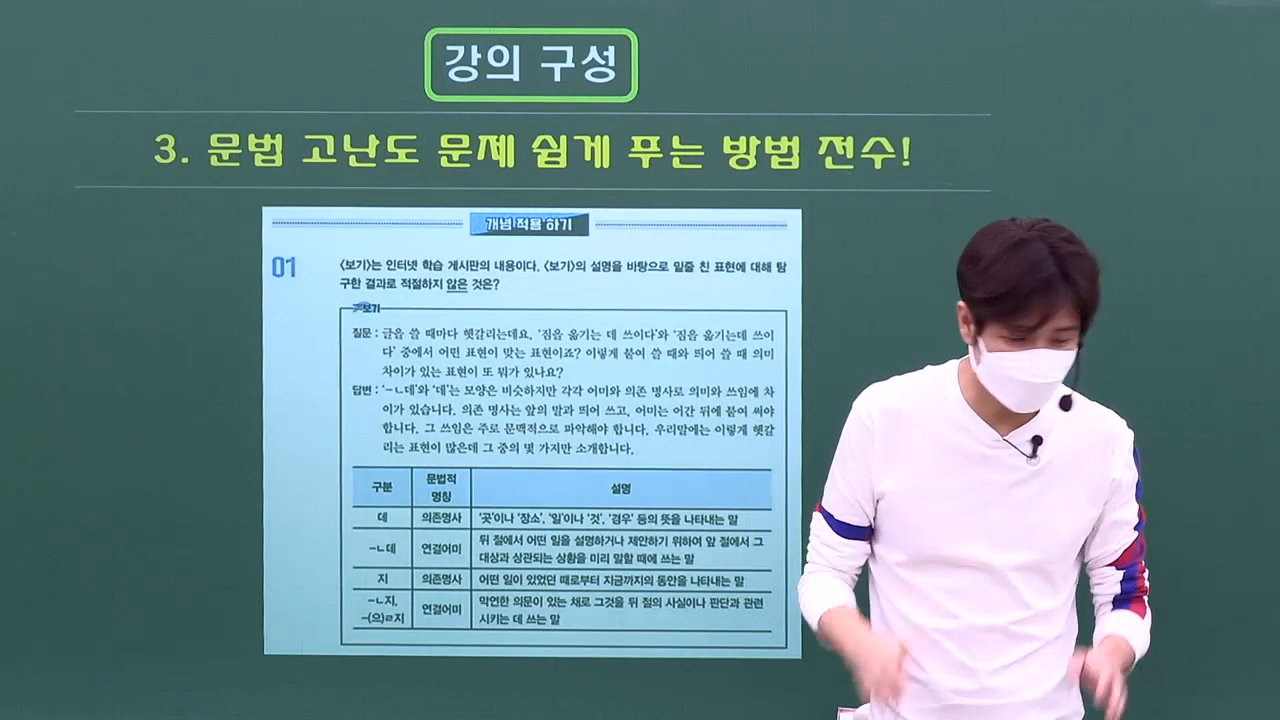 강의 구성
3. 문법 고난도 문제 쉽게 푸는 방법 전수!
개념 적용 하기
01
<보기>는 인터넷 학습 게시판의 내용이다. <보기>의 설명을 바탕으로 밑줄 친 표현에 대해 탐
구한 결과로 적절하지 않은 것은?
보기
질문 : 글을 쓸 때마다 헷갈리는데요. '짐을 옮기는 데 쓰이다'와 '짐을 옮기는데 쓰이
다' 중에서 어떤 표현이 맞는 표현이죠? 이렇게 붙여 쓸 때와 띄어 쓸 때 의미
차이가 있는 표현이 또 뭐가 있나요?
답변 : '-ㄴ데'와 '데'는 모양은 비슷하지만 각각 어미와 의존 명사로 의미와 쓰임에 차
이가 있습니다. 의존 명사는 앞의 말과 띄어 쓰고, 어미는 어간 뒤에 붙여 써야
합니다. 그 쓰임은 주로 문맥적으로 파악해야 합니다. 우리말에는 이렇게 헷갈
리는 표현이 많은데 그 중의 몇 가지만 소개합니다.
구분 문법적 명칭 설명
데 의존명사 '곳'이나 '장소', '일'이나 '것', '경우' 등의 뜻을 나타내는 말
-ㄴ데 연결어미 뒤 절에서 어떤 일을 설명하거나 제안하기 위하여 앞 절에서 그
대상과 상관되는 상황을 미리 말할 때에 쓰는 말
지 의존명사 어떤 일이 있었던 때로부터 지금까지의 동안을 나타내는 말
-ㄴ지, -(으)ㄹ지 연결어미 막연한 의문이 있는 채로 그것을 뒤 절의 사실이나 판단과 관련
시키는 데 쓰는 말